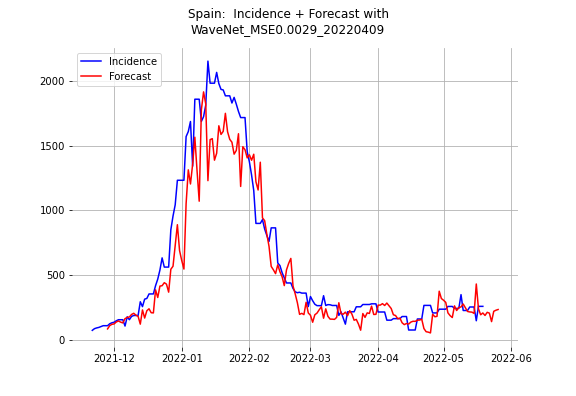 Spain:  Incidence + Forecast with
WaveNet_MSE0.0029_20220409
Incidence
Forecast
2000
1500
1000
500
0
2021-12 2022-01 2022-02 2022-03 2022-04 2022-05 2022-06